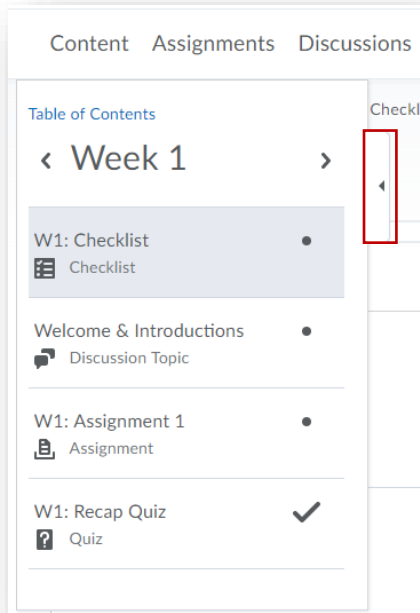 Content Assignments Discussions
Table of Contents
Week 1
W1: Checklist
Checklist
Welcome & Introductions
Discussion Topic
W1: Assignment 1
Assignment
W1: Recap Quiz
Quiz